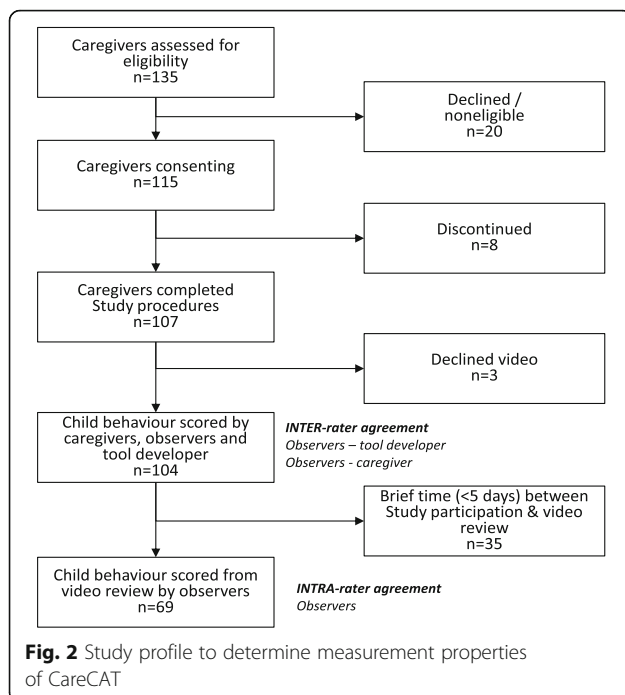 Caregivers assessed for
eligibility
n=135
Declined /
noneligible
n=20
Caregivers consenting
n=115
Discontinued
n=8
Caregivers completed
Study procedures
n=107
Declined video
n=3
Child behaviour scored by
caregivers, observers and
tool developer
n=104
INTER-rater agreement
Observers – tool developer
Observers - caregiver
Brief time (<5 days) between
Study participation & video
review
n=35
Child behaviour scored from
video review by observers
n=69
INTRA-rater agreement
Observers
Fig. 2 Study profile to determine measurement properties
of CareCAT